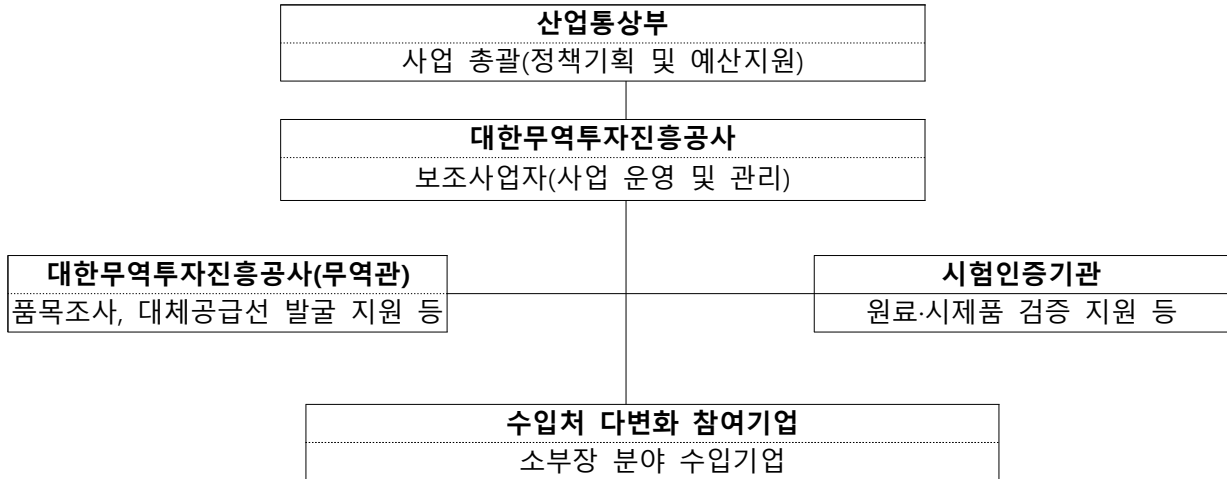 산업통상부
사업 총괄(정책기획 및 예산지원)
대한무역투자진흥공사
보조사업자(사업 운영 및 관리)
대한무역투자진흥공사(무역관)
품목조사, 대체공급선 발굴 지원 등
시험인증기관
원료·시제품 검증 지원 등
수입처 다변화 참여기업
소부장 분야 수입기업